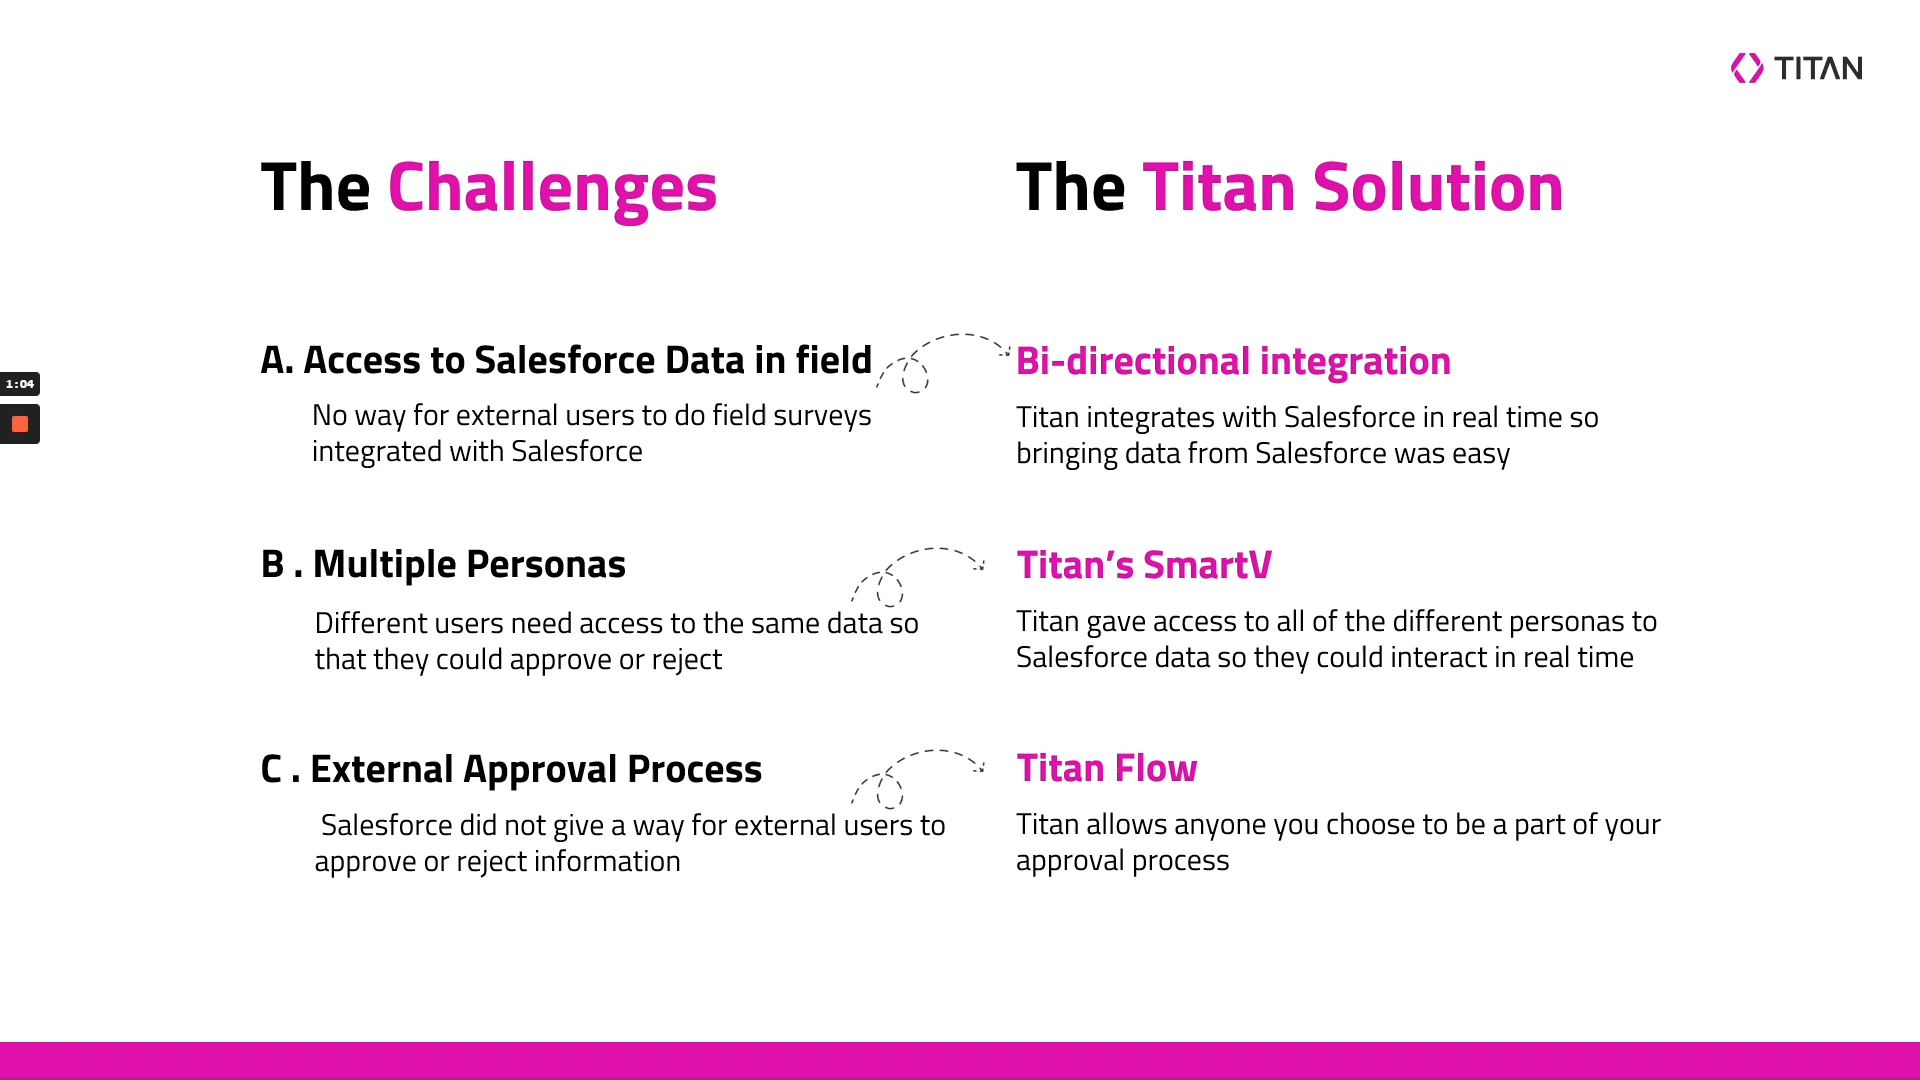 TITAN
The Challenges
The Titan Solution
A. Access to Salesforce Data in field
No way for external users to do field surveys
integrated with Salesforce
Bi-directional integration
Titan integrates with Salesforce in real time so
bringing data from Salesforce was easy
1:04
B . Multiple Personas
Different users need access to the same data so
that they could approve or reject
Titan’s SmartV
Titan gave access to all of the different personas to
Salesforce data so they could interact in real time
C . External Approval Process
Salesforce did not give a way for external users to
approve or reject information
Titan Flow
Titan allows anyone you choose to be a part of your
approval process